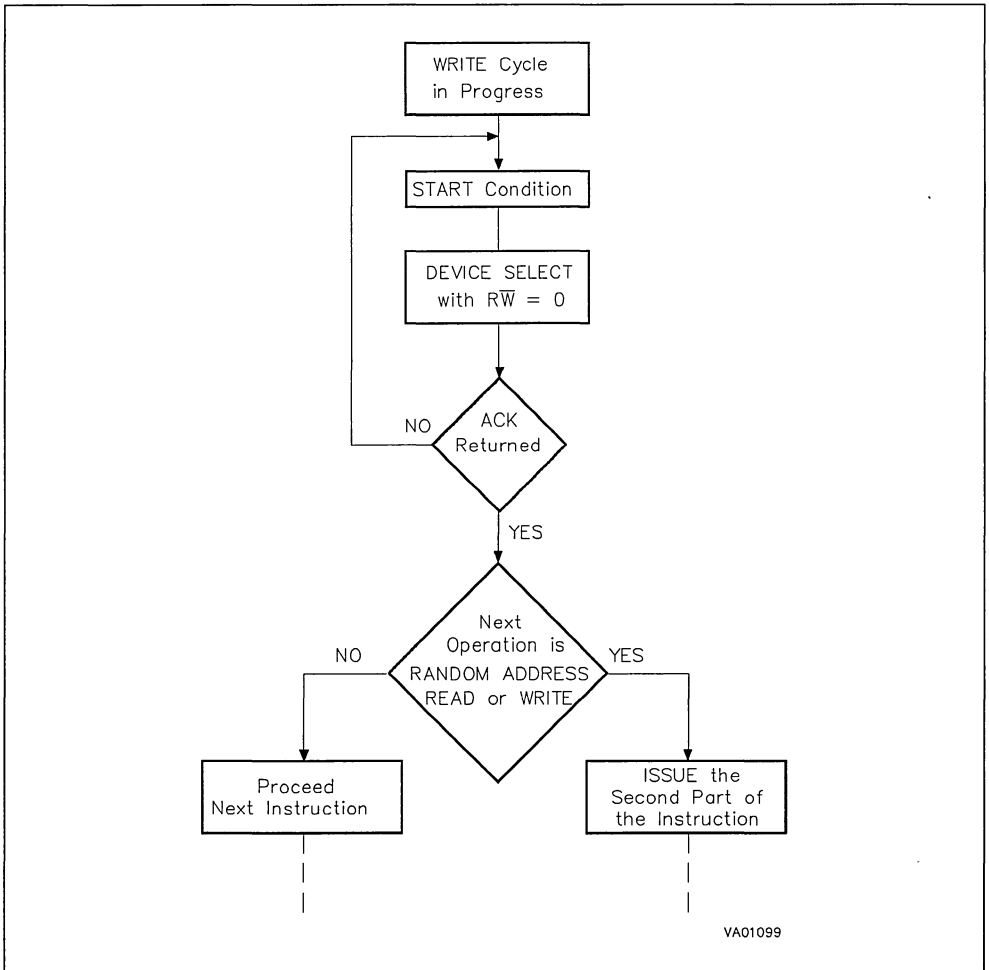 WRITE Cycle
in Progress
START Condition
DEVICE SELECT
with RW̅ = 0
ACK
Returned
NO
YES
Next
Operation is
RANDOM ADDRESS
READ or WRITE
NO
YES
Proceed
Next Instruction
ISSUE the
Second Part of
the Instruction
VA01099